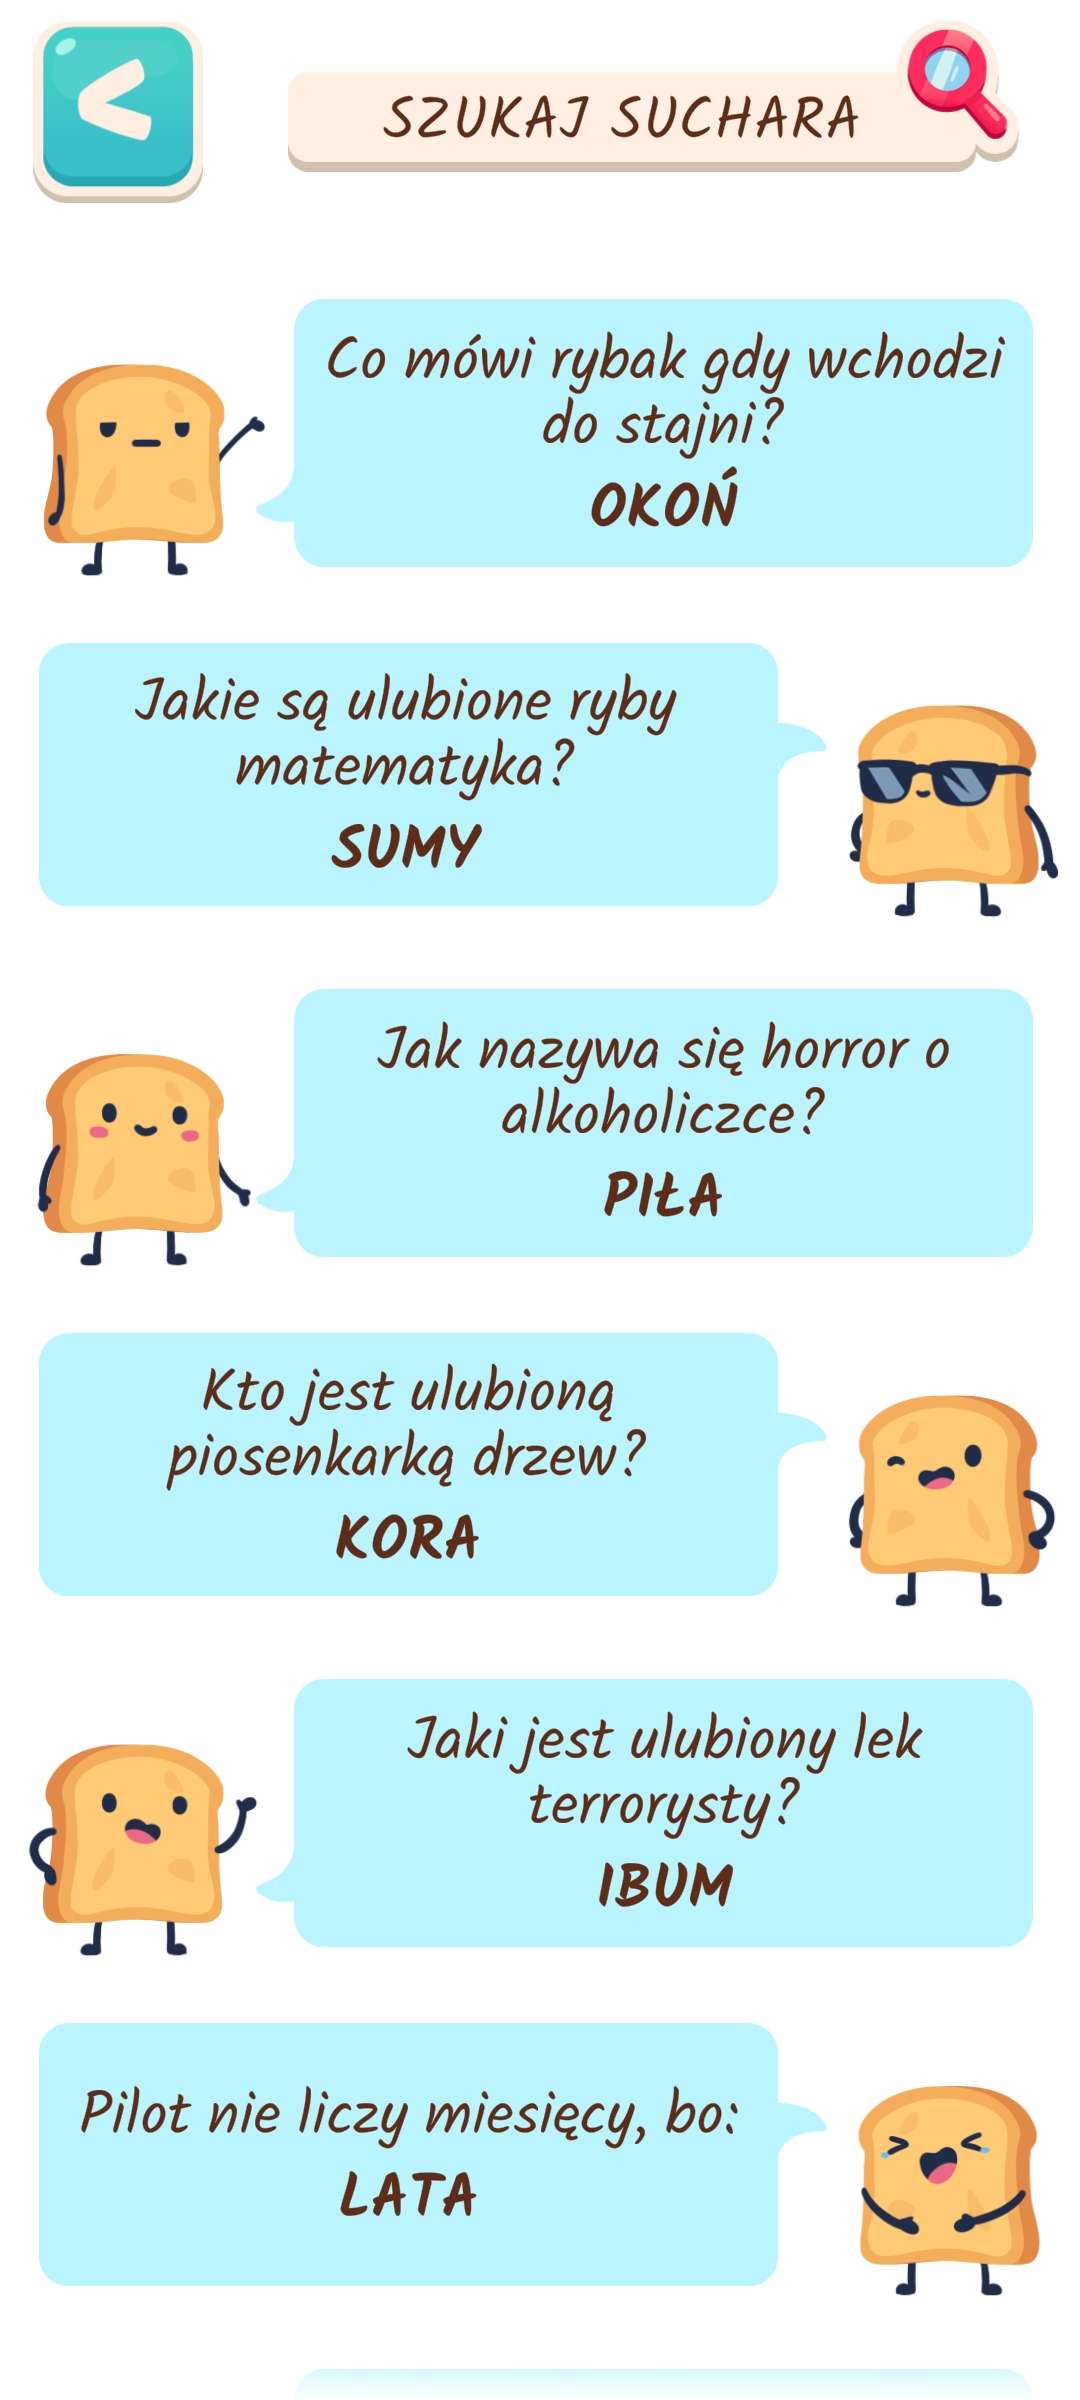 SZUKAJ SUCHARA
Co mówi rybak gdy wchodzi
do stajni?
OKOŃ
Jakie są ulubione ryby
matematyka?
SUMY
Jak nazywa się horror o
alkoholiczce?
PIŁA
Kto jest ulubioną
piosenkarką drzew?
KORA
Jaki jest ulubiony lek
terrorysty?
IBUM
Pilot nie liczy miesięcy, bo:
LATA